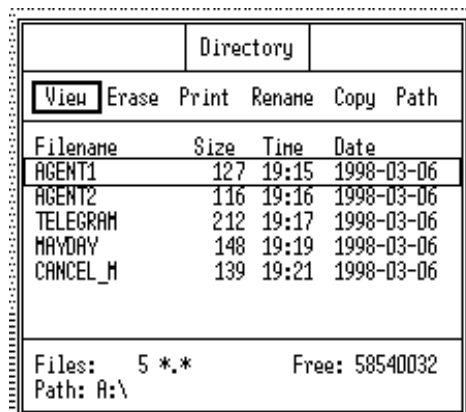 Directory
View Erase Print Rename Copy Path
Filename Size Time Date
AGENT1 127 19:15 1998-03-06
AGENT2 116 19:16 1998-03-06
TELEGRAM 212 19:17 1998-03-06
MAYDAY 148 19:19 1998-03-06
CANCEL_M 139 19:21 1998-03-06
Files: 5 *.* Free: 58540032
Path: A:\